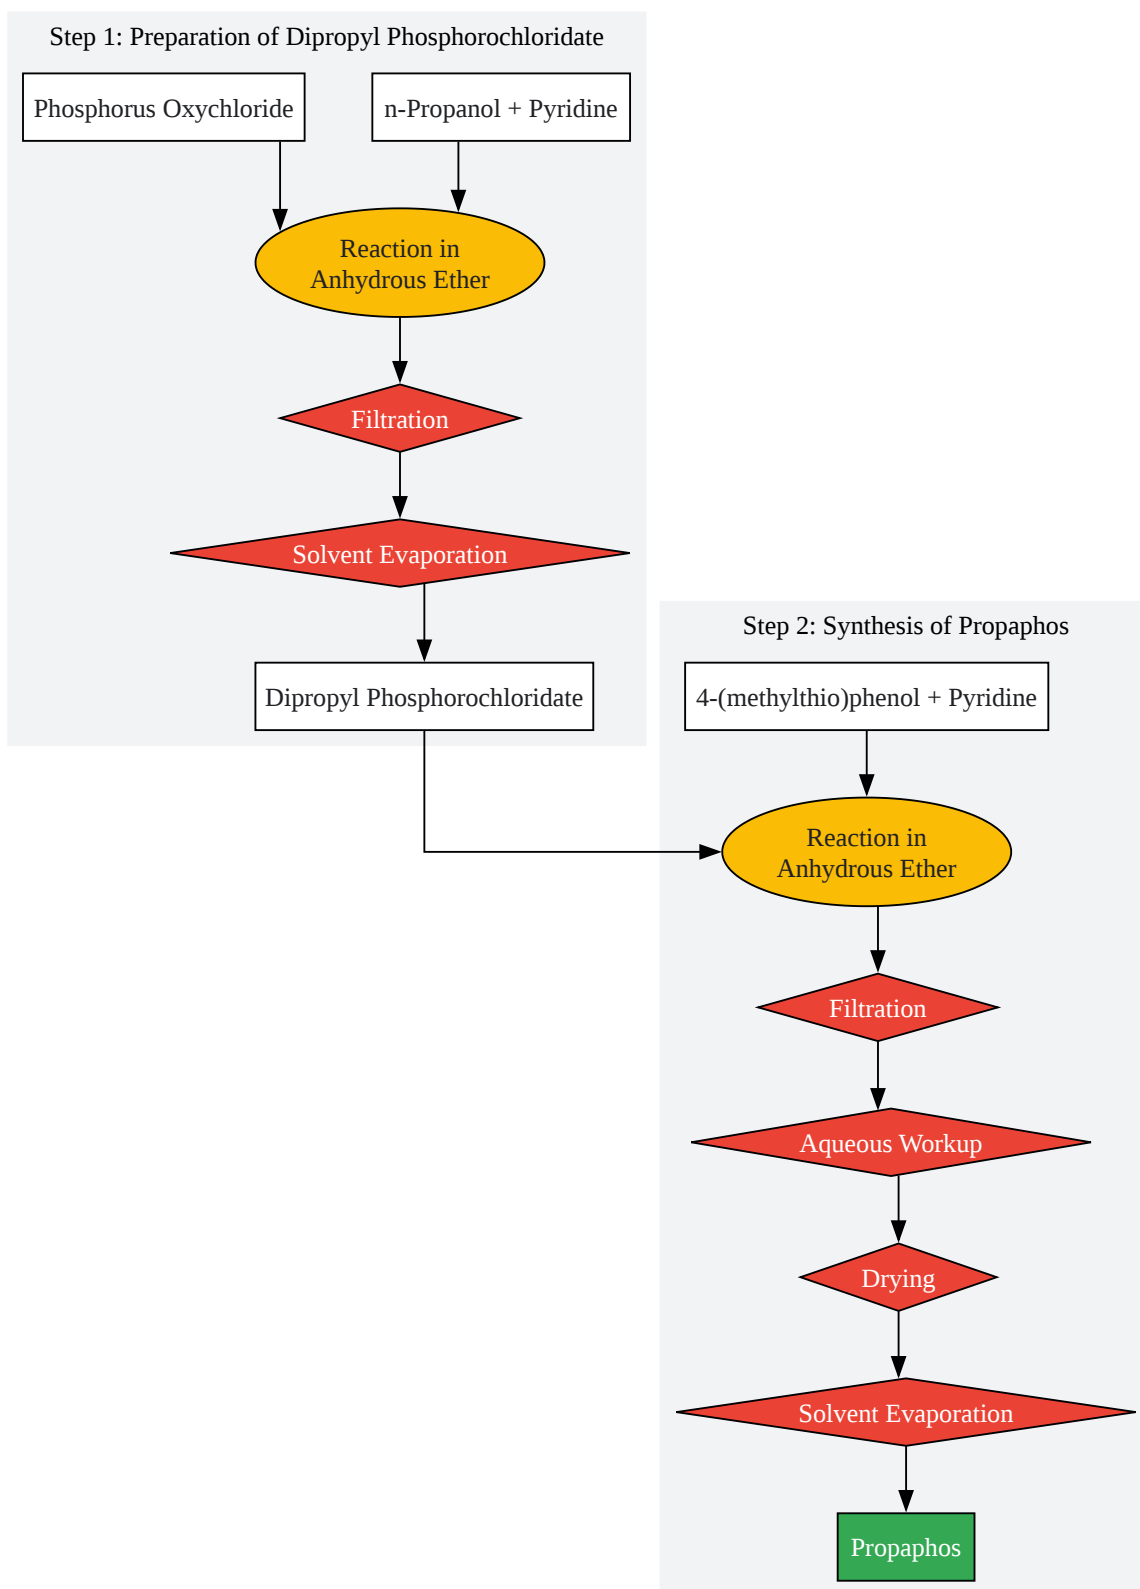 Step 1: Preparation of Dipropyl Phosphorochloridate
Phosphorus Oxychloride
n-Propanol + Pyridine
Reaction in
Anhydrous Ether
Filtration
Solvent Evaporation
Dipropyl Phosphorochloridate
Step 2: Synthesis of Propaphos
4-(methylthio)phenol + Pyridine
Reaction in
Anhydrous Ether
Filtration
Aqueous Workup
Drying
Solvent Evaporation
Propaphos